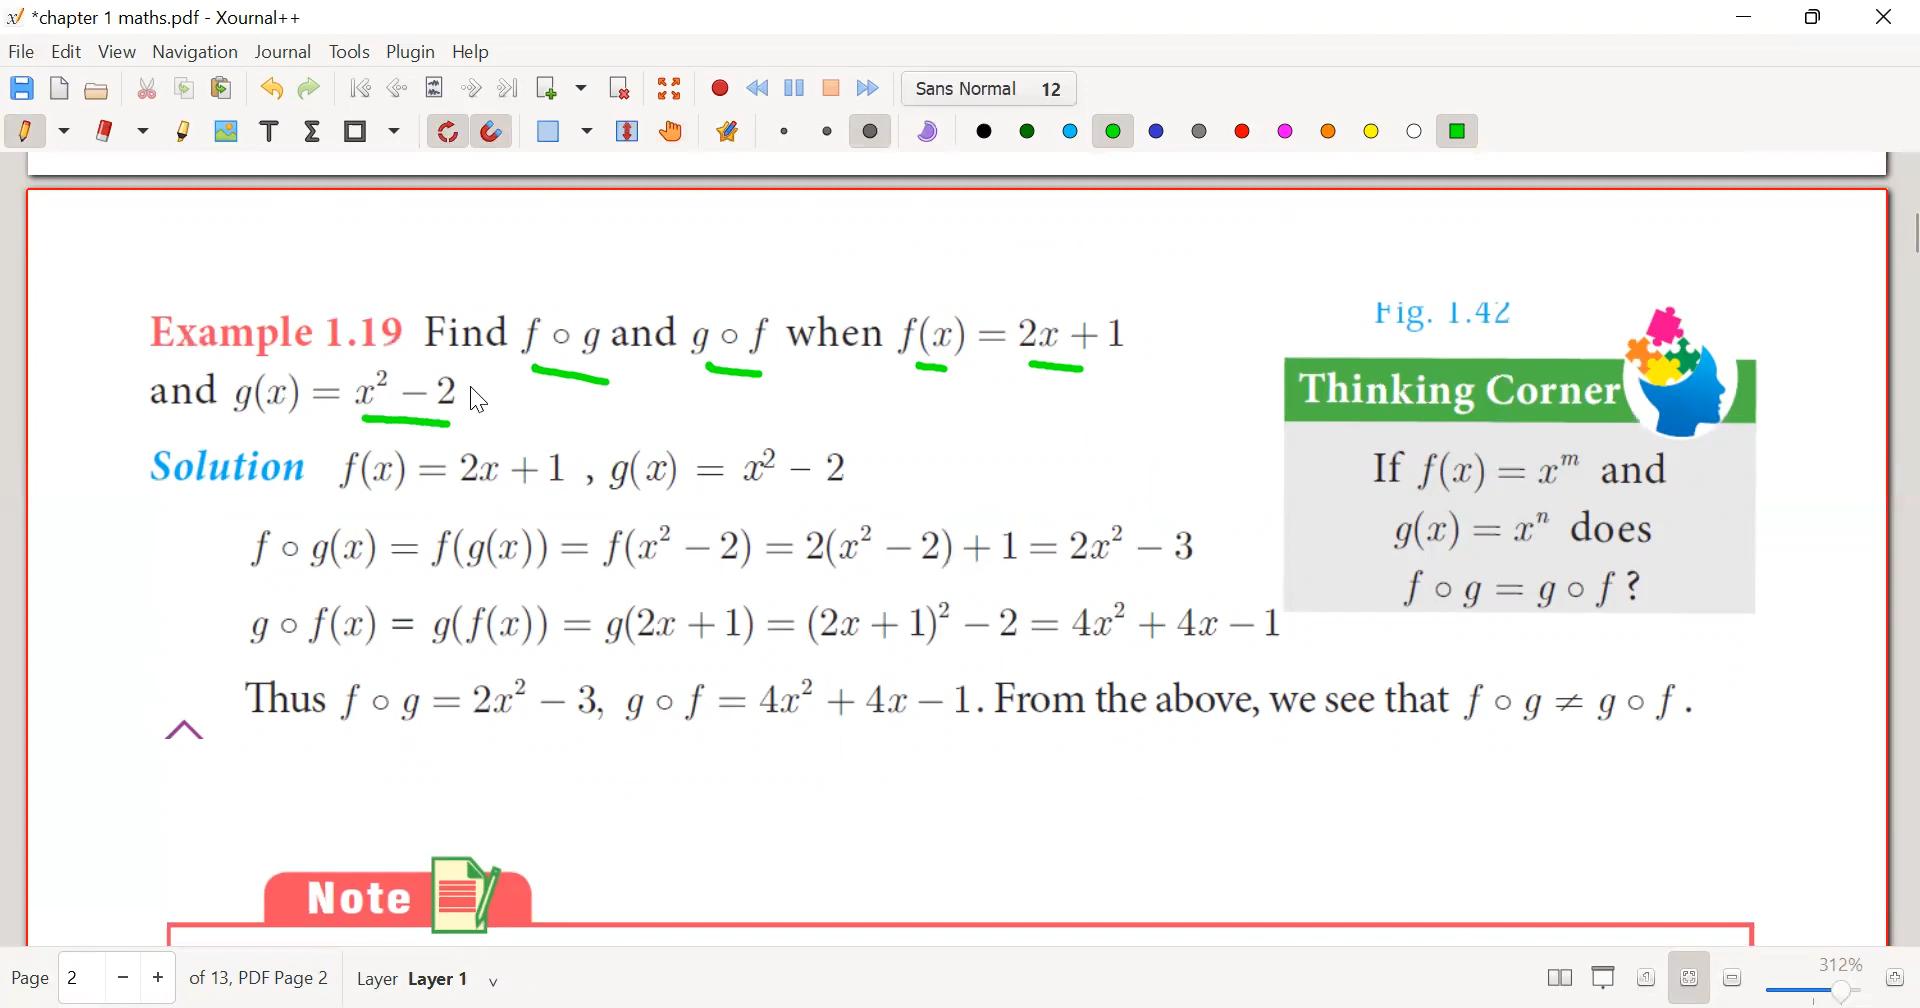 *chapter 1 maths.pdf - Xournal++
File Edit View Navigation Journal Tools Plugin Help
Sans Normal 12
Fig. 1.42
Example 1.19 Find f ∘ g and g ∘ f when f(x) = 2x + 1
and g(x) = x² − 2
Solution f(x) = 2x + 1 , g(x) = x² − 2
f ∘ g(x) = f(g(x)) = f(x² − 2) = 2(x² − 2) + 1 = 2x² − 3
g ∘ f(x) = g(f(x)) = g(2x + 1) = (2x + 1)² − 2 = 4x² + 4x − 1
Thus f ∘ g = 2x² − 3, g ∘ f = 4x² + 4x − 1. From the above, we see that f ∘ g ≠ g ∘ f .
Thinking Corner
If f(x) = xᵐ and
g(x) = xⁿ does
f ∘ g = g ∘ f ?
Note
Page 2 − + of 13, PDF Page 2 Layer Layer 1 312%